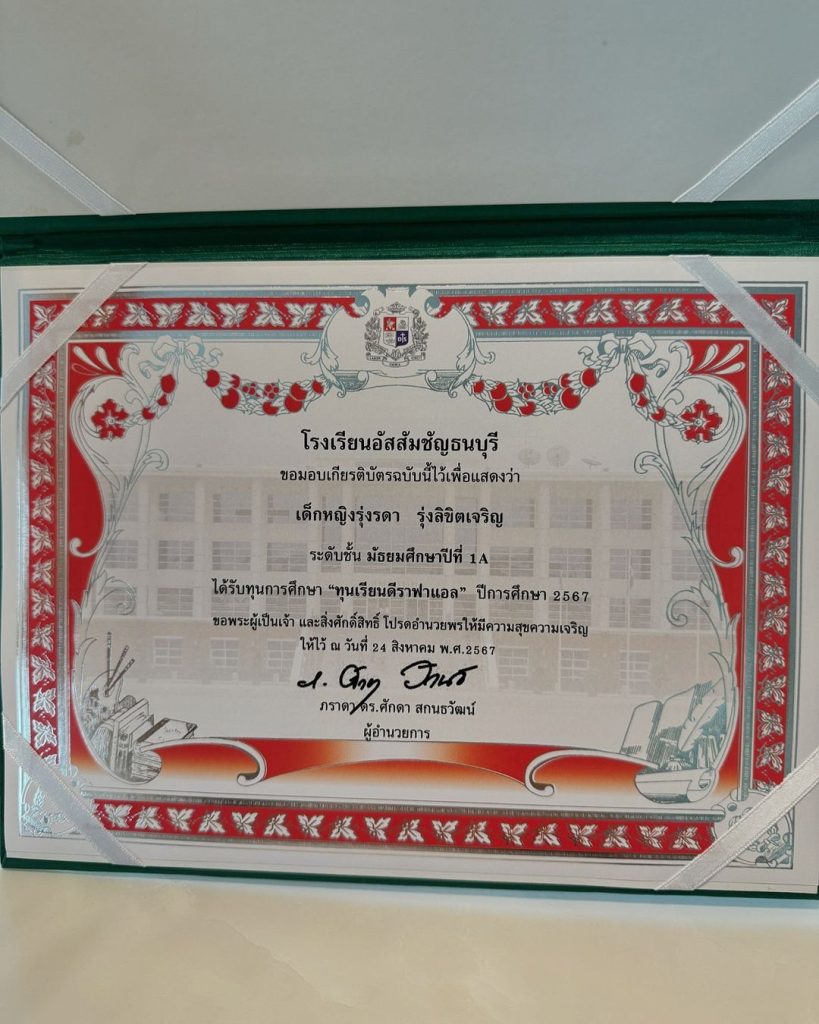 โรงเรียนอัสสัมชัญธนบุรี
ขอมอบเกียรติบัตรฉบับนี้ไว้เพื่อแสดงว่า
เด็กหญิงรุ่งรดา รุ่งลิขิตเจริญ
ระดับชั้น มัธยมศึกษาปีที่ 1A
ได้รับทุนการศึกษา “ทุนเรียนดีราฟาแอล” ปีการศึกษา 2567
ขอพระผู้เป็นเจ้า และสิ่งศักดิ์สิทธิ์ โปรดอำนวยพรให้มีความสุขความเจริญ
ให้ไว้ ณ วันที่ 24 สิงหาคม พ.ศ.2567
ภราดา ดร.ศักดา สกนธวัฒน์
ผู้อำนวยการ